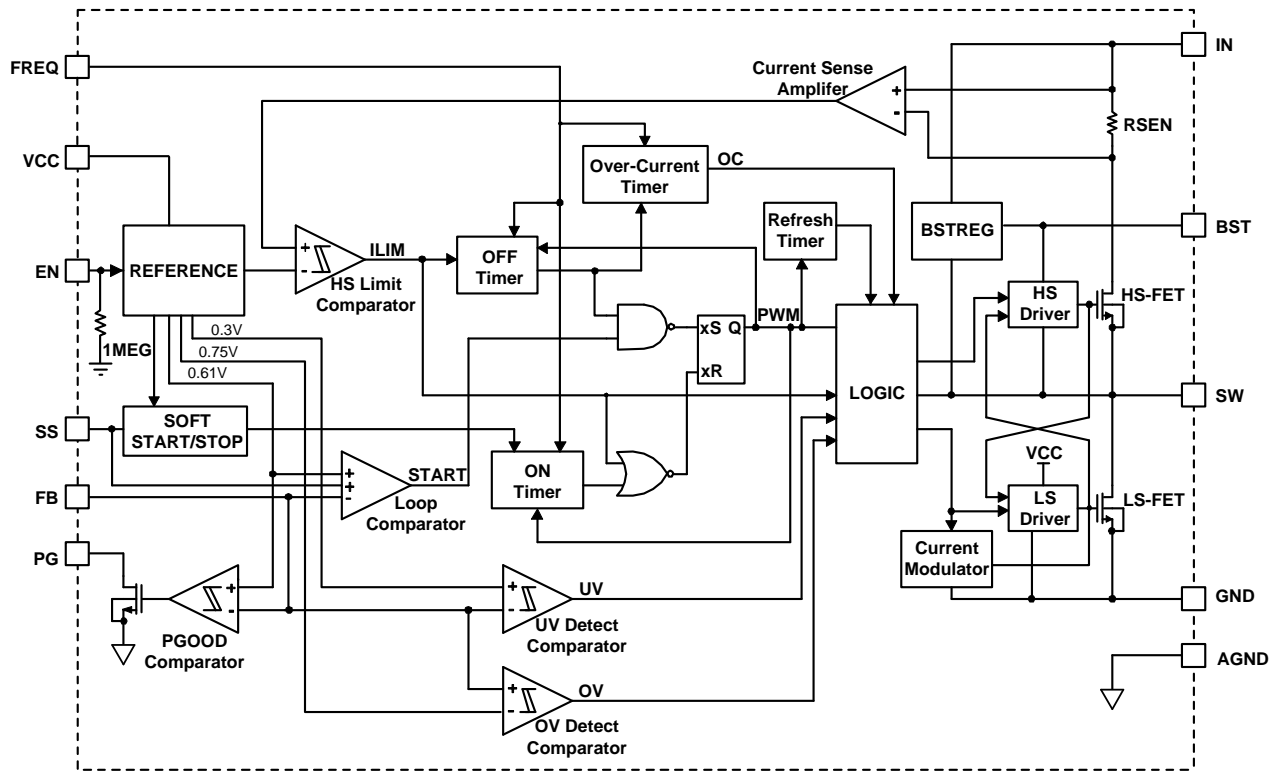 IN
FREQ
Current Sense
Amplifer
+
-
RSEN
VCC
Over-Current
Timer
OC
Refresh
Timer
BSTREG
BST
EN
REFERENCE
+
-
ILIM
HS Limit
Comparator
OFF
Timer
HS
Driver
HS-FET
0.3V
1MEG
0.75V
0.61V
xS Q
xR
PWM
LOGIC
SW
SS
SOFT
START/STOP
+
+
-
START
Loop
Comparator
ON
Timer
VCC
LS
Driver
LS-FET
FB
PG
Current
Modulator
+
-
PGOOD
Comparator
+
-
UV
UV Detect
Comparator
GND
AGND
+
-
OV
OV Detect
Comparator